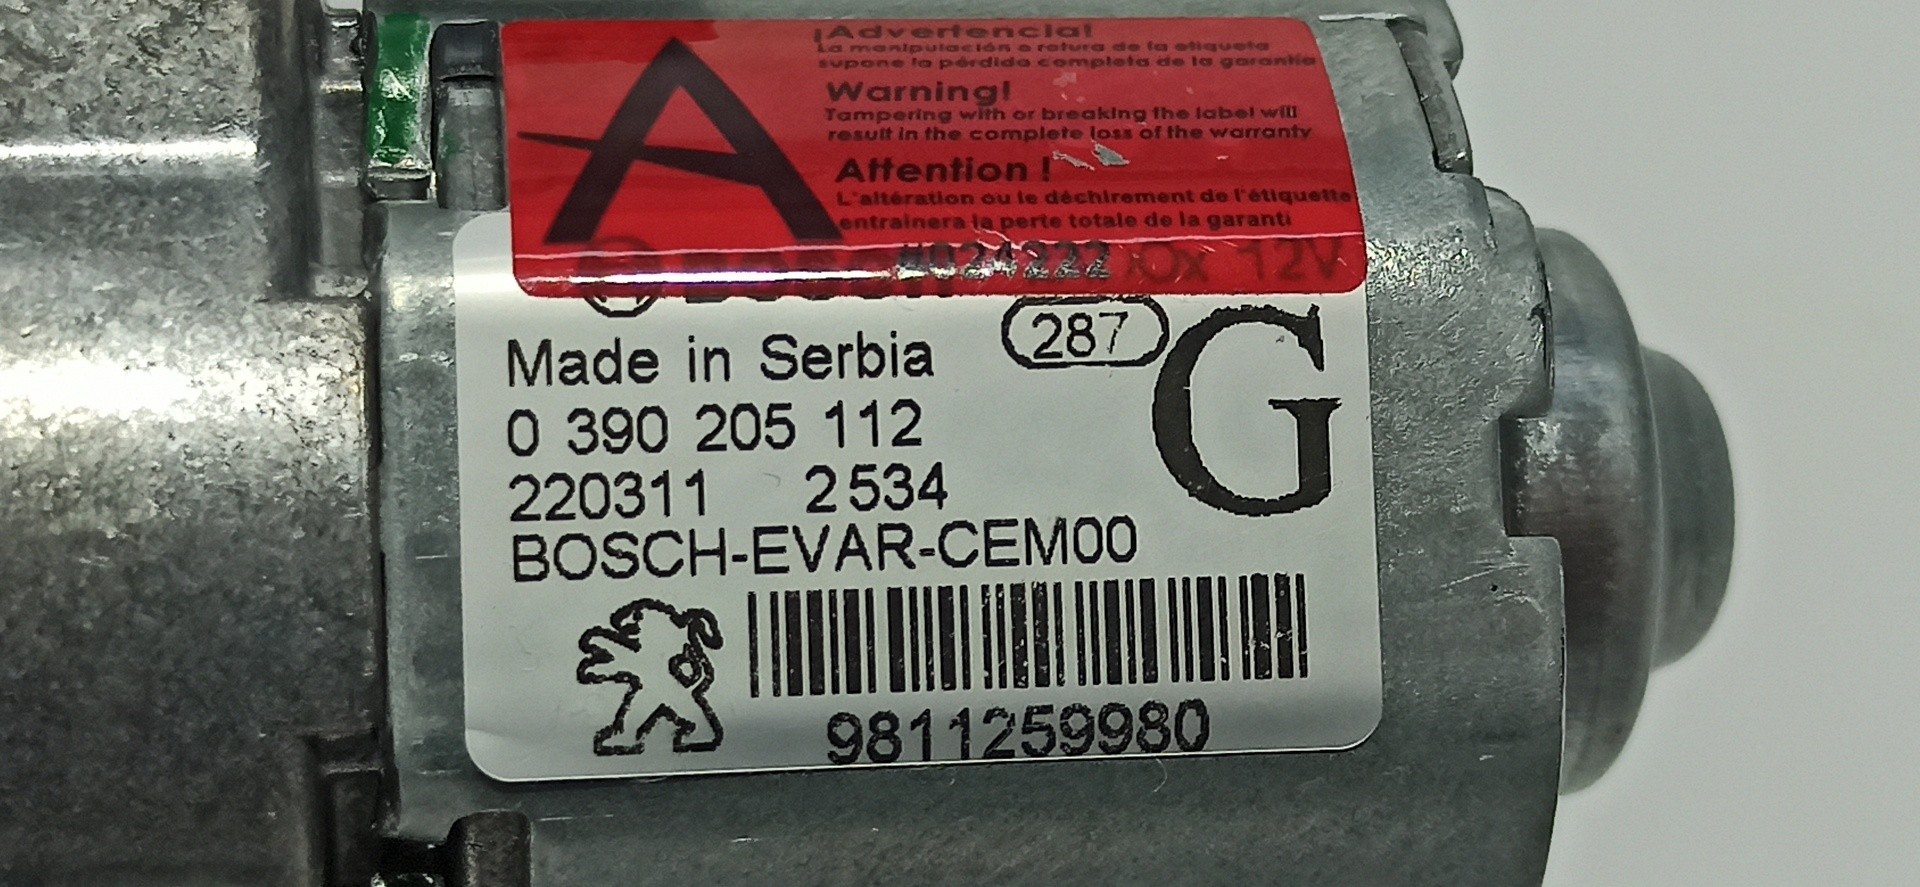 ¡Advertencia!
La manipulación o rotura de la etiqueta
supone la pérdida completa de la garantía
Warning!
Tampering with or breaking the label will
result in the complete loss of the warranty
Attention !
L'altération ou le déchirement de l'étiquette
entrainera la perte totale de la garanti
BOSCH 024222 12V
287
G
Made in Serbia
0 390 205 112
220311 2534
BOSCH-EVAR-CEM00
9811259980